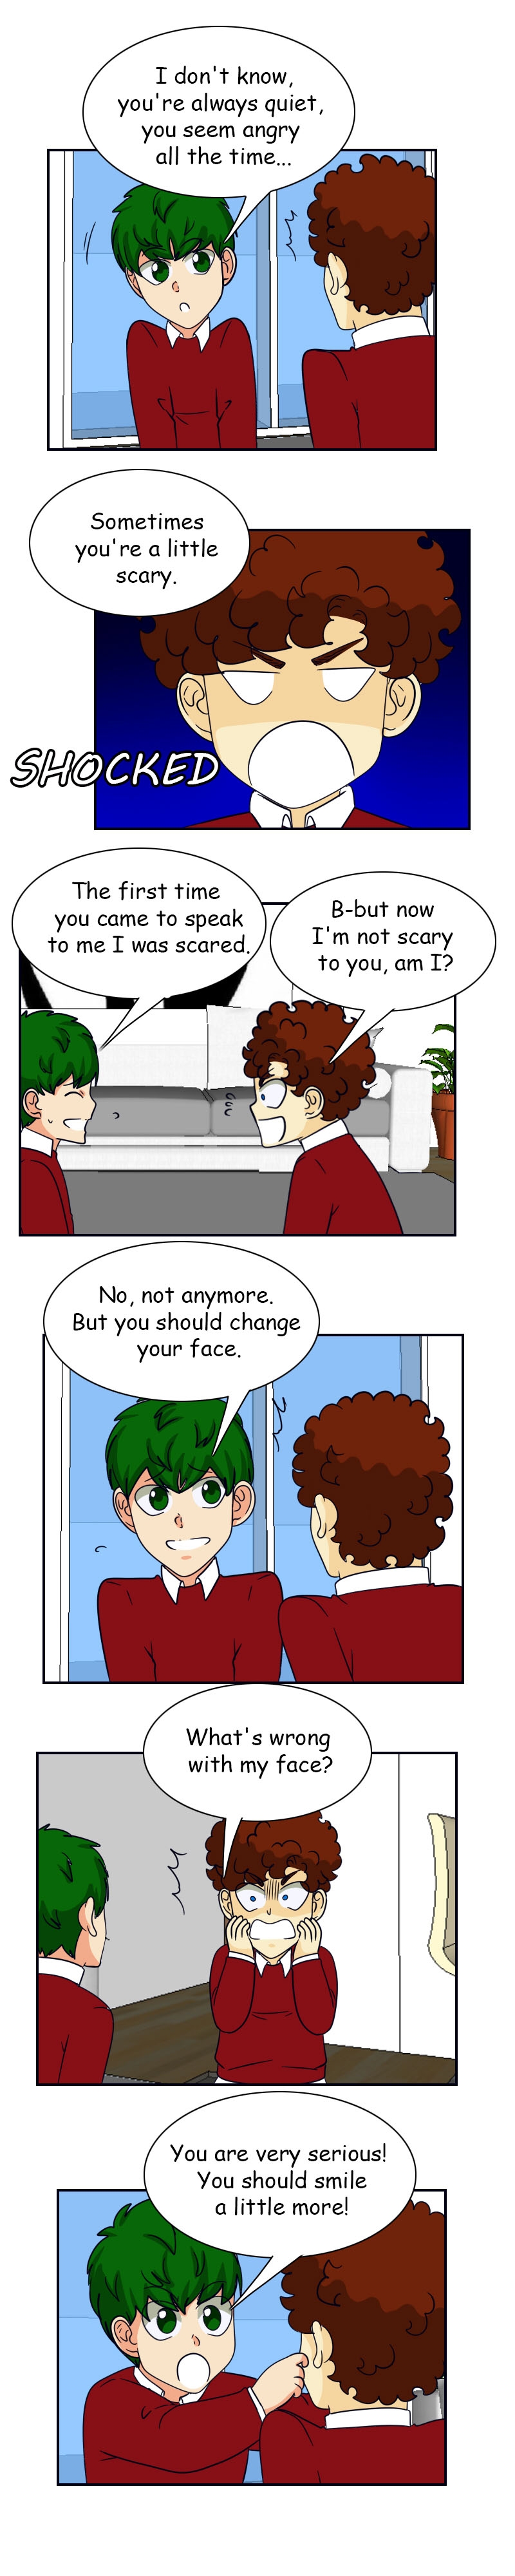 I don't know,
you're always quiet,
you seem angry
all the time...
Sometimes
you're a little
scary.
SHOCKED
The first time
you came to speak
to me I was scared.
B-but now
I'm not scary
to you, am I?
No, not anymore.
But you should change
your face.
What's wrong
with my face?
You are very serious!
You should smile
a little more!